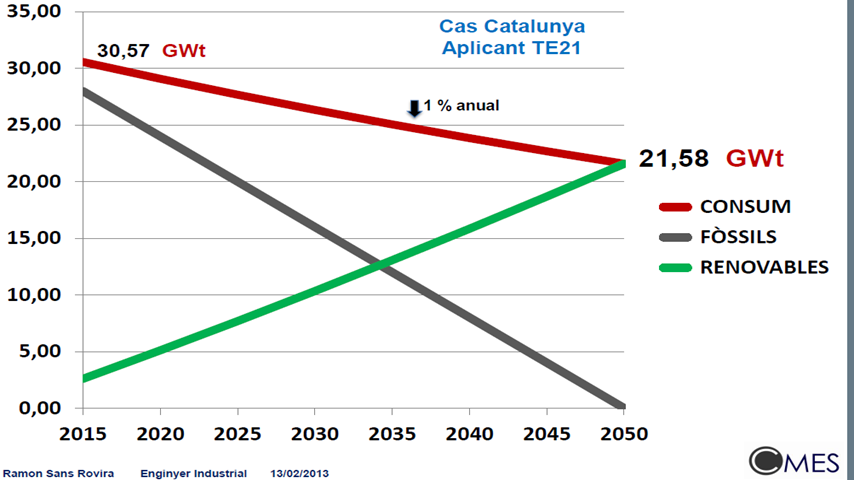 35,00
Cas Catalunya
Aplicant TE21
30,57 GWt
30,00
1 % anual
25,00
21,58 GWt
20,00
CONSUM
FÒSSILS
RENOVABLES
15,00
10,00
5,00
0,00
2015 2020 2025 2030 2035 2040 2045 2050
Ramon Sans Rovira Enginyer Industrial 13/02/2013
CMES